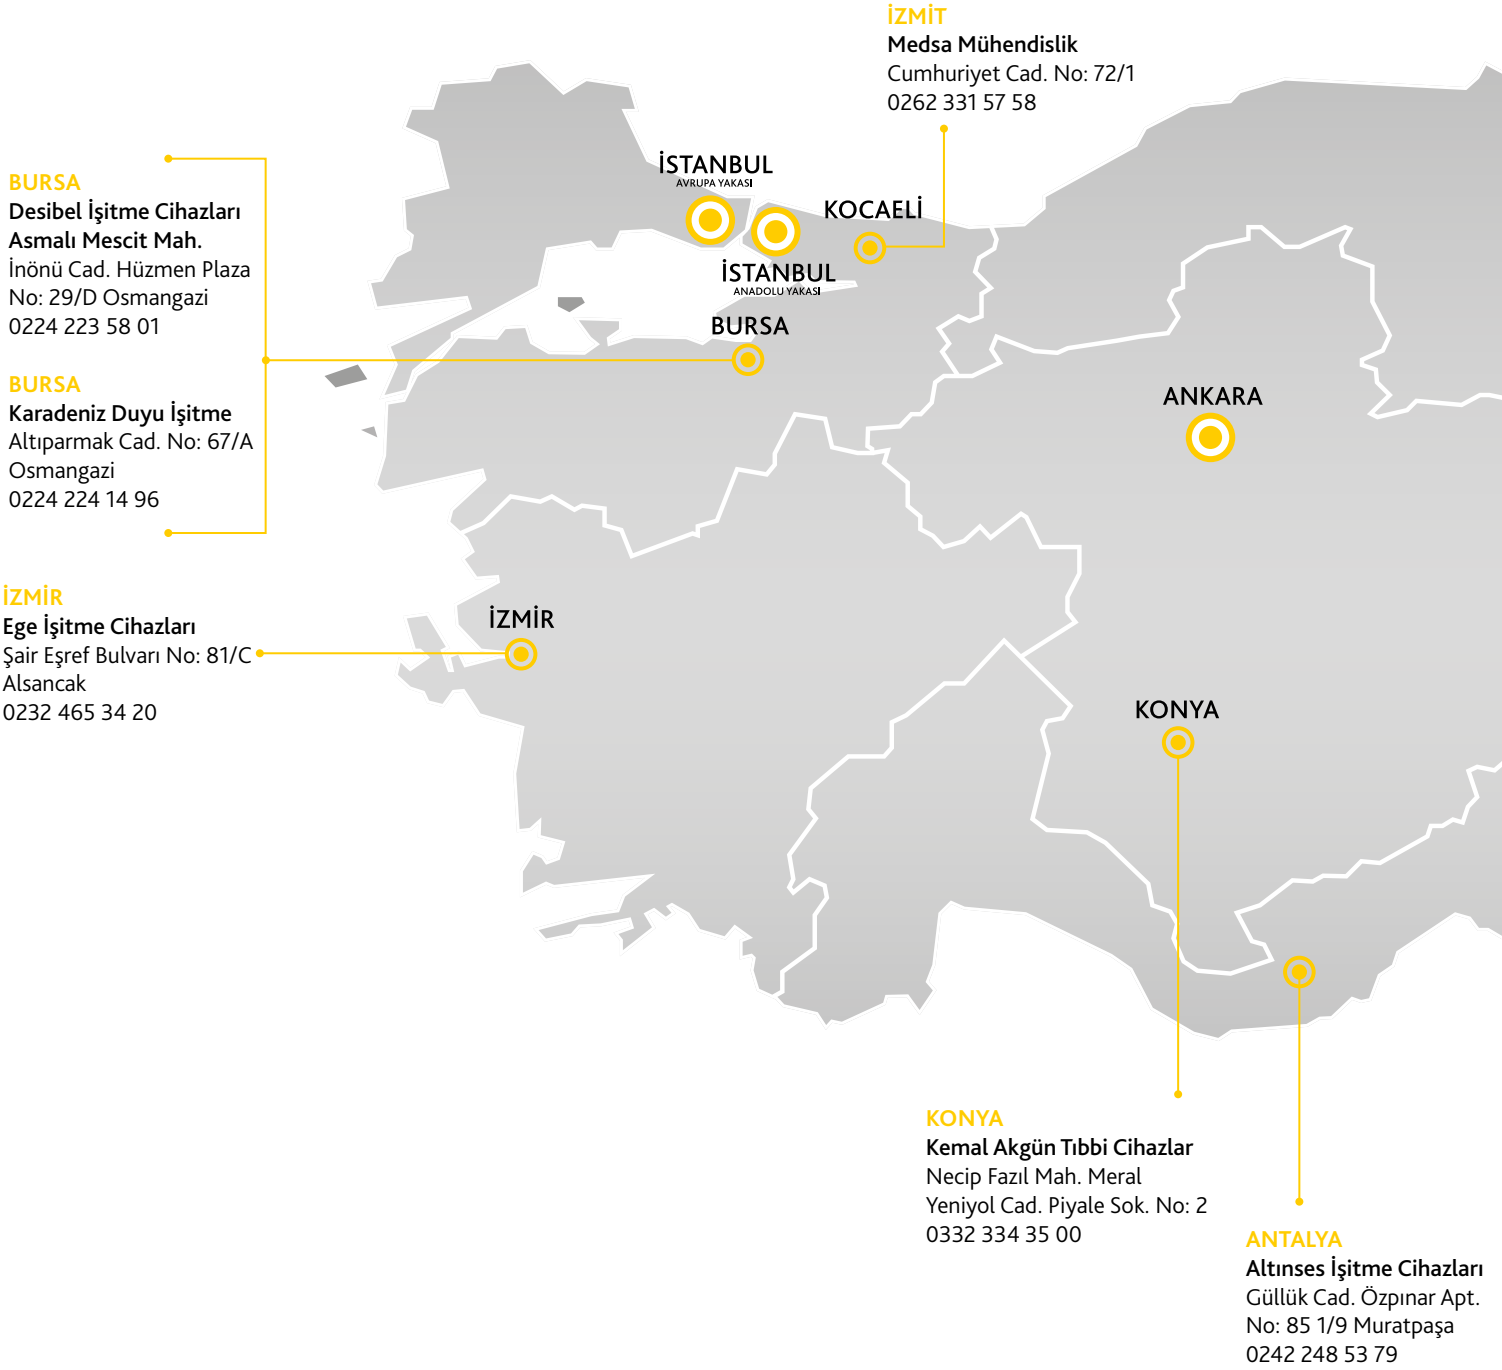 İZMİT
Medsa Mühendislik
Cumhuriyet Cad. No: 72/1
0262 331 57 58
BURSA
Desibel İşitme Cihazları
Asmalı Mescit Mah.
İnönü Cad. Hüzmen Plaza
No: 29/D Osmangazi
0224 223 58 01
BURSA
Karadeniz Duyu İşitme
Altıparmak Cad. No: 67/A
Osmangazi
0224 224 14 96
İZMİR
Ege İşitme Cihazları
Şair Eşref Bulvarı No: 81/C
Alsancak
0232 465 34 20
İSTANBUL
AVRUPA YAKASI
KOCAELİ
İSTANBUL
ANADOLU YAKASI
BURSA
ANKARA
İZMİR
KONYA
KONYA
Kemal Akgün Tıbbi Cihazlar
Necip Fazıl Mah. Meral
Yeniyol Cad. Piyale Sok. No: 2
0332 334 35 00
ANTALYA
Altınses İşitme Cihazları
Güllük Cad. Özpınar Apt.
No: 85 1/9 Muratpaşa
0242 248 53 79